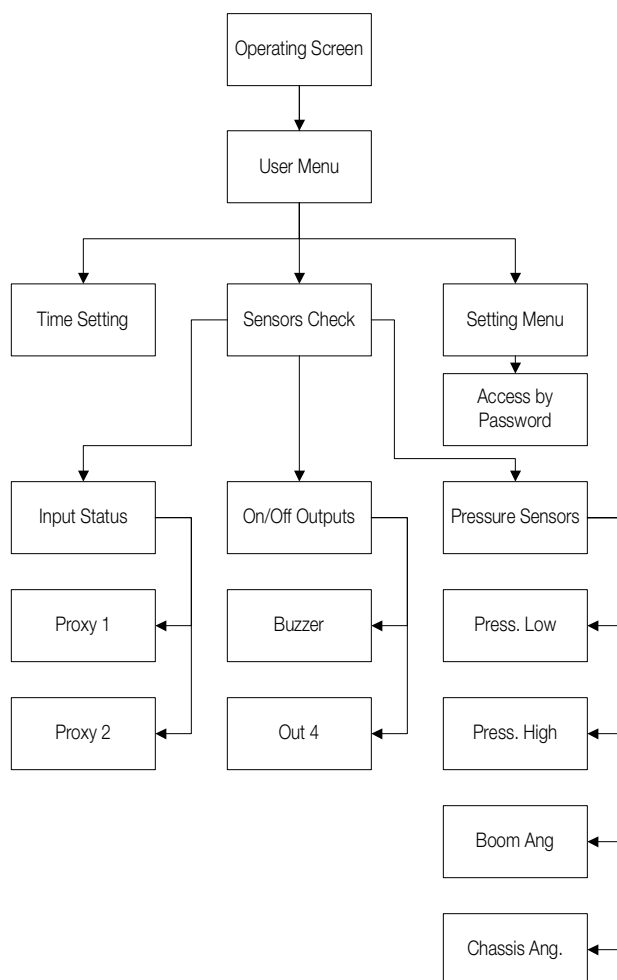 Operating Screen
User Menu
Time Setting
Sensors Check
Setting Menu
Access by
Password
Input Status
On/Off Outputs
Pressure Sensors
Proxy 1
Buzzer
Press. Low
Proxy 2
Out 4
Press. High
Boom Ang
Chassis Ang.